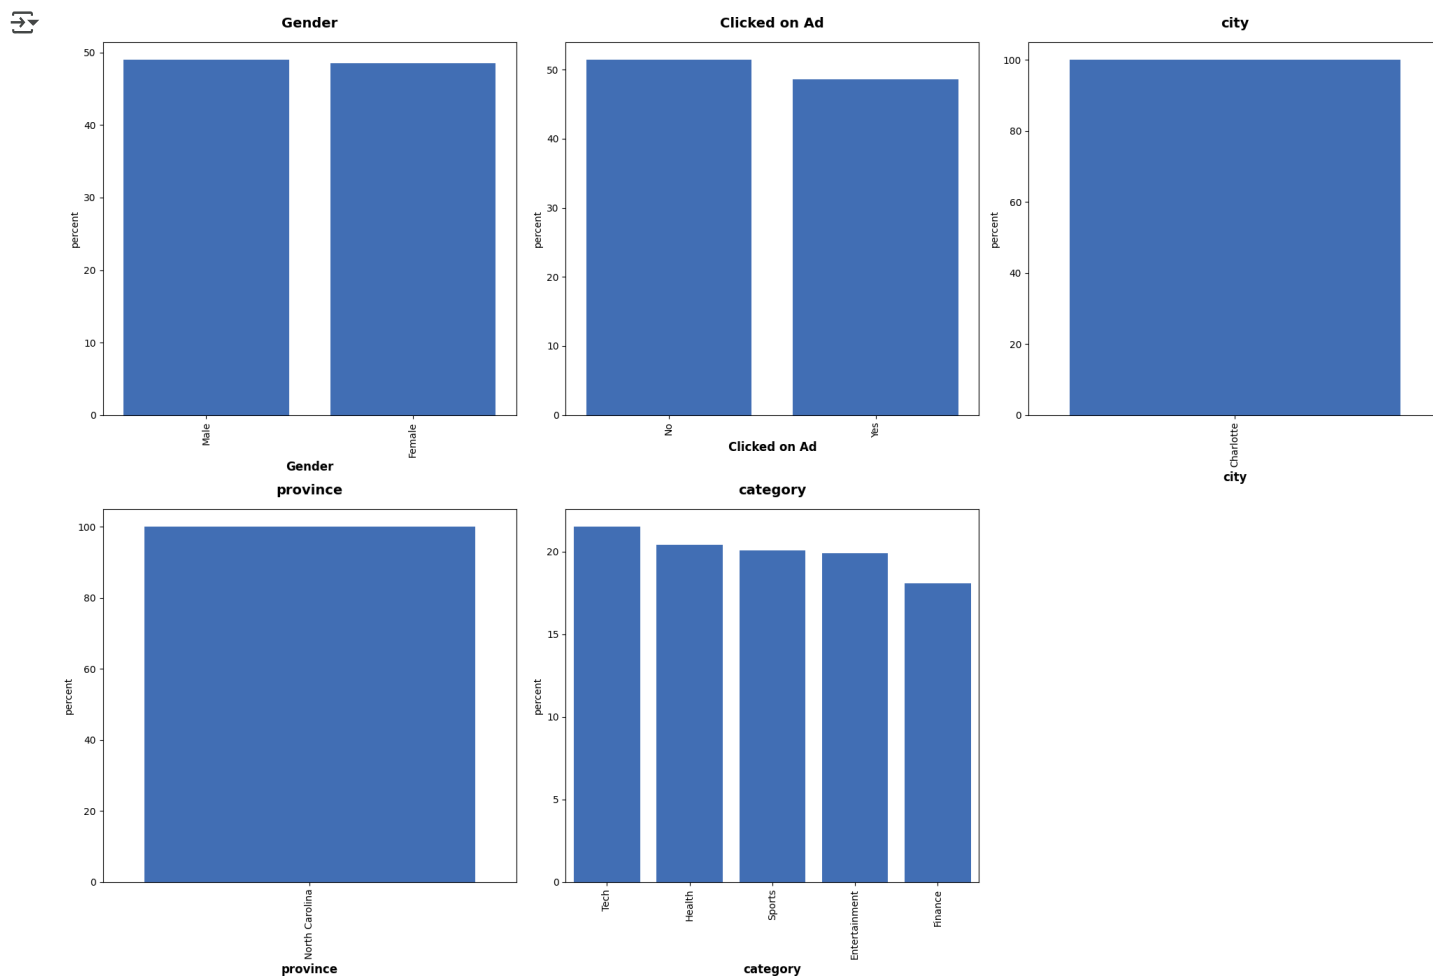 Gender
50
40
30
20
10
0
percent
Male
Female
Gender
Clicked on Ad
50
40
30
20
10
0
percent
No
Yes
Clicked on Ad
city
100
80
60
40
20
0
percent
Charlotte
city
province
100
80
60
40
20
0
percent
North Carolina
province
category
20
15
10
5
0
percent
Tech
Health
Sports
Entertainment
Finance
category